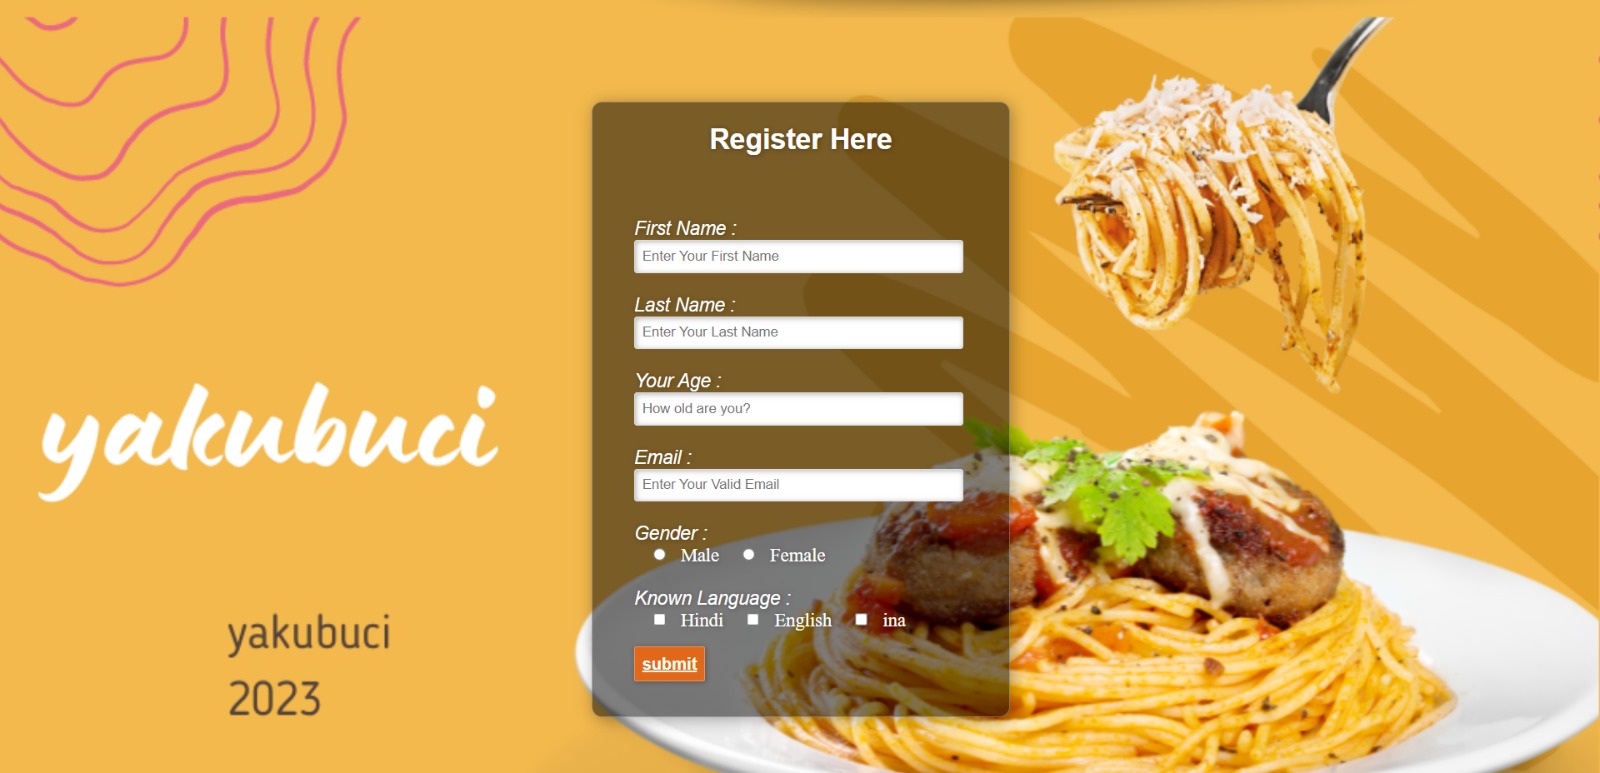 Register Here
First Name :
Enter Your First Name
Last Name :
Enter Your Last Name
Your Age :
How old are you?
Email :
Enter Your Valid Email
Gender :
Male Female
Known Language :
Hindi English ina
submit
yakubuci
yakubuci
2023